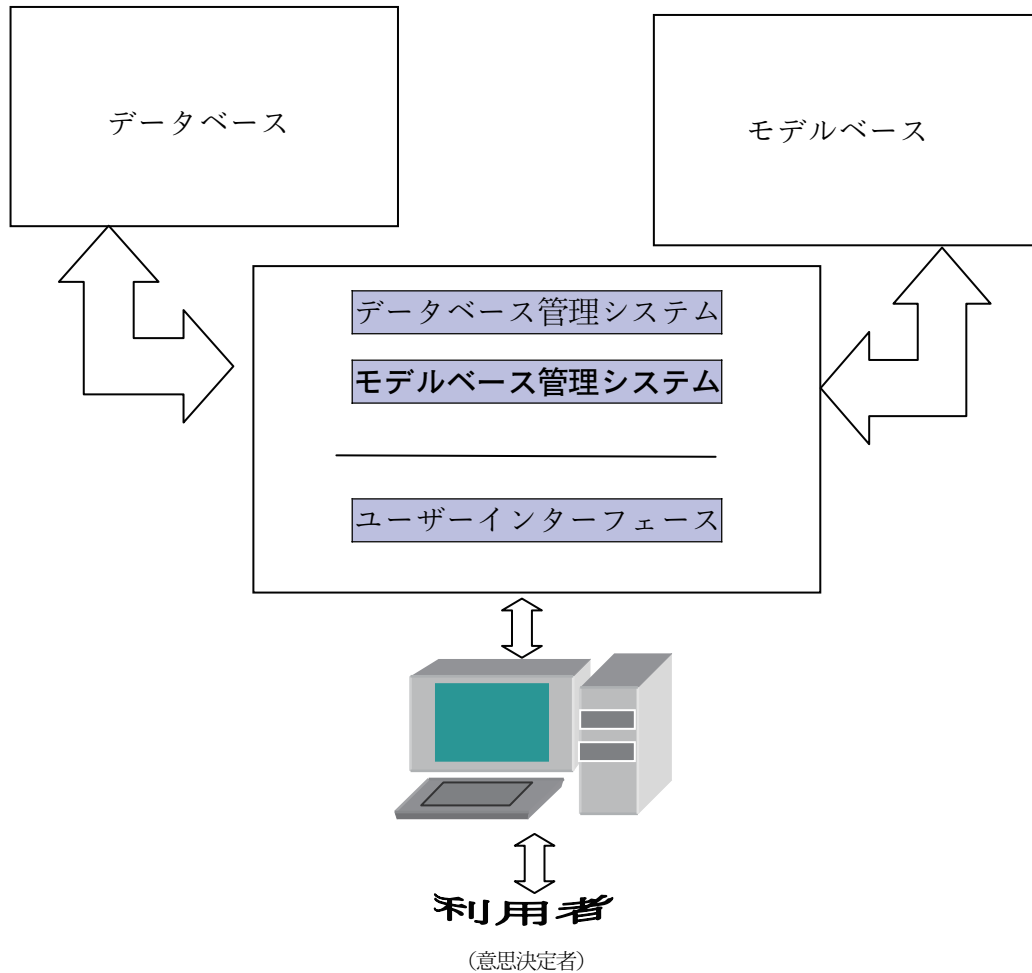 データベース
モデルベース
データベース管理システム
モデルベース管理システム
ユーザーインターフェース
利用者
（意思決定者）